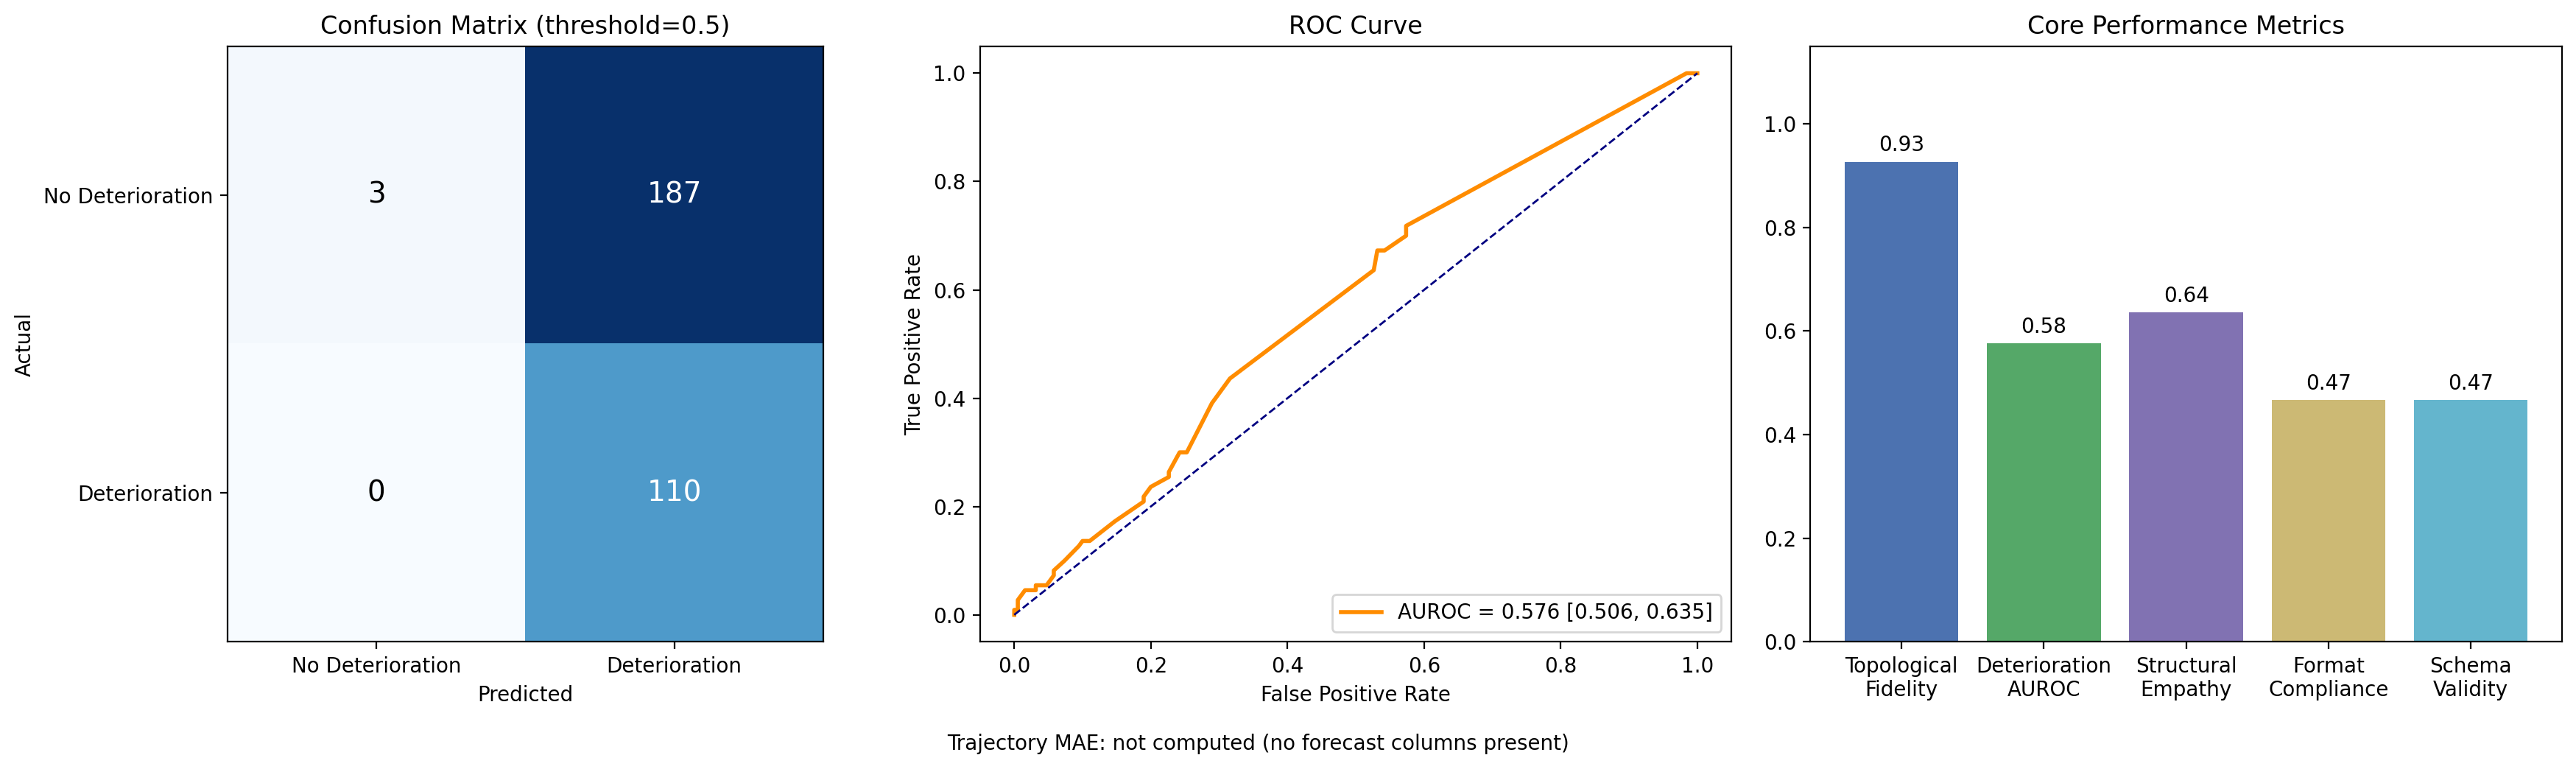 Confusion Matrix (threshold=0.5)
Actual
No Deterioration
Deterioration
3
187
0
110
No Deterioration
Deterioration
Predicted
ROC Curve
True Positive Rate
1.0
0.8
0.6
0.4
0.2
0.0
AUROC = 0.576 [0.506, 0.635]
0.0
0.2
0.4
0.6
0.8
1.0
False Positive Rate
Core Performance Metrics
1.0
0.8
0.6
0.4
0.2
0.0
0.93
0.58
0.64
0.47
0.47
Topological
Fidelity
Deterioration
AUROC
Structural
Empathy
Format
Compliance
Schema
Validity
Trajectory MAE: not computed (no forecast columns present)